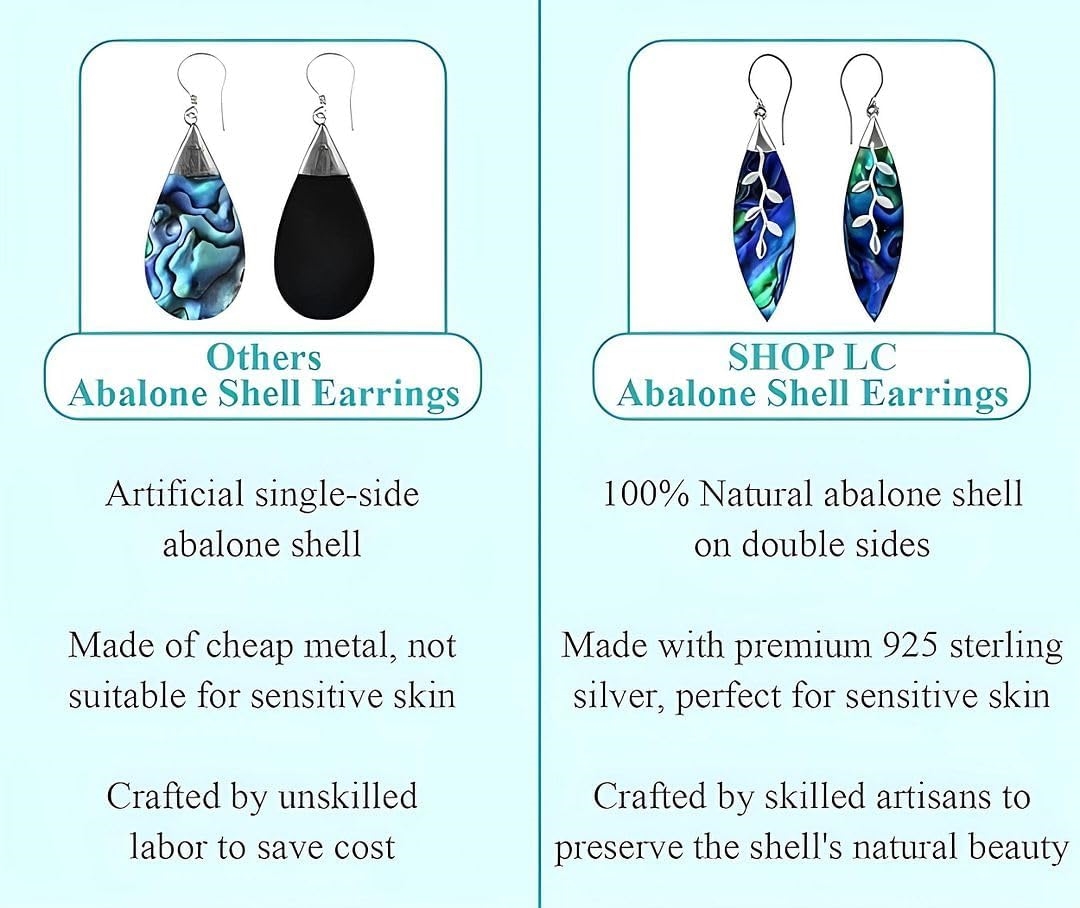 Others
Abalone Shell Earrings
Artificial single-side
abalone shell
Made of cheap metal, not
suitable for sensitive skin
Crafted by unskilled
labor to save cost
SHOP LC
Abalone Shell Earrings
100% Natural abalone shell
on double sides
Made with premium 925 sterling
silver, perfect for sensitive skin
Crafted by skilled artisans to
preserve the shell's natural beauty